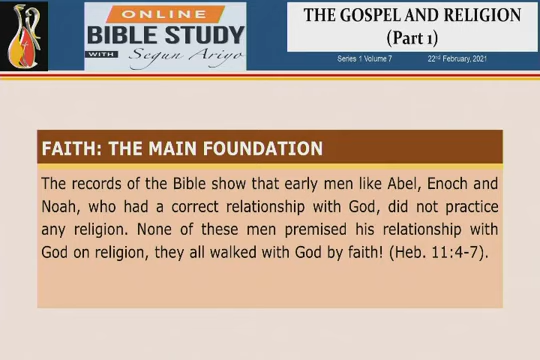 ONLINE
BIBLE STUDY
WITH Segun Ariyo
THE GOSPEL AND RELIGION
(Part 1)
Series 1 Volume 7 22nd February, 2021
FAITH: THE MAIN FOUNDATION
The records of the Bible show that early men like Abel, Enoch and
Noah, who had a correct relationship with God, did not practice
any religion. None of these men premised his relationship with
God on religion, they all walked with God by faith! (Heb. 11:4-7).